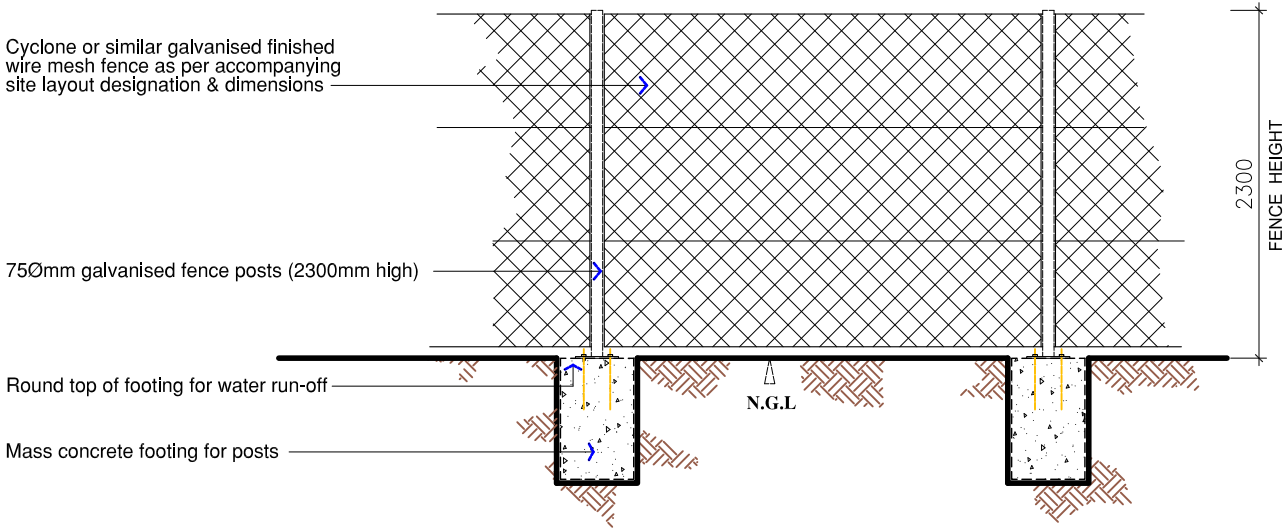 Cyclone or similar galvanised finished
wire mesh fence as per accompanying
site layout designation & dimensions
2300
FENCE HEIGHT
75Ømm galvanised fence posts (2300mm high)
Round top of footing for water run-off
N.G.L
Mass concrete footing for posts